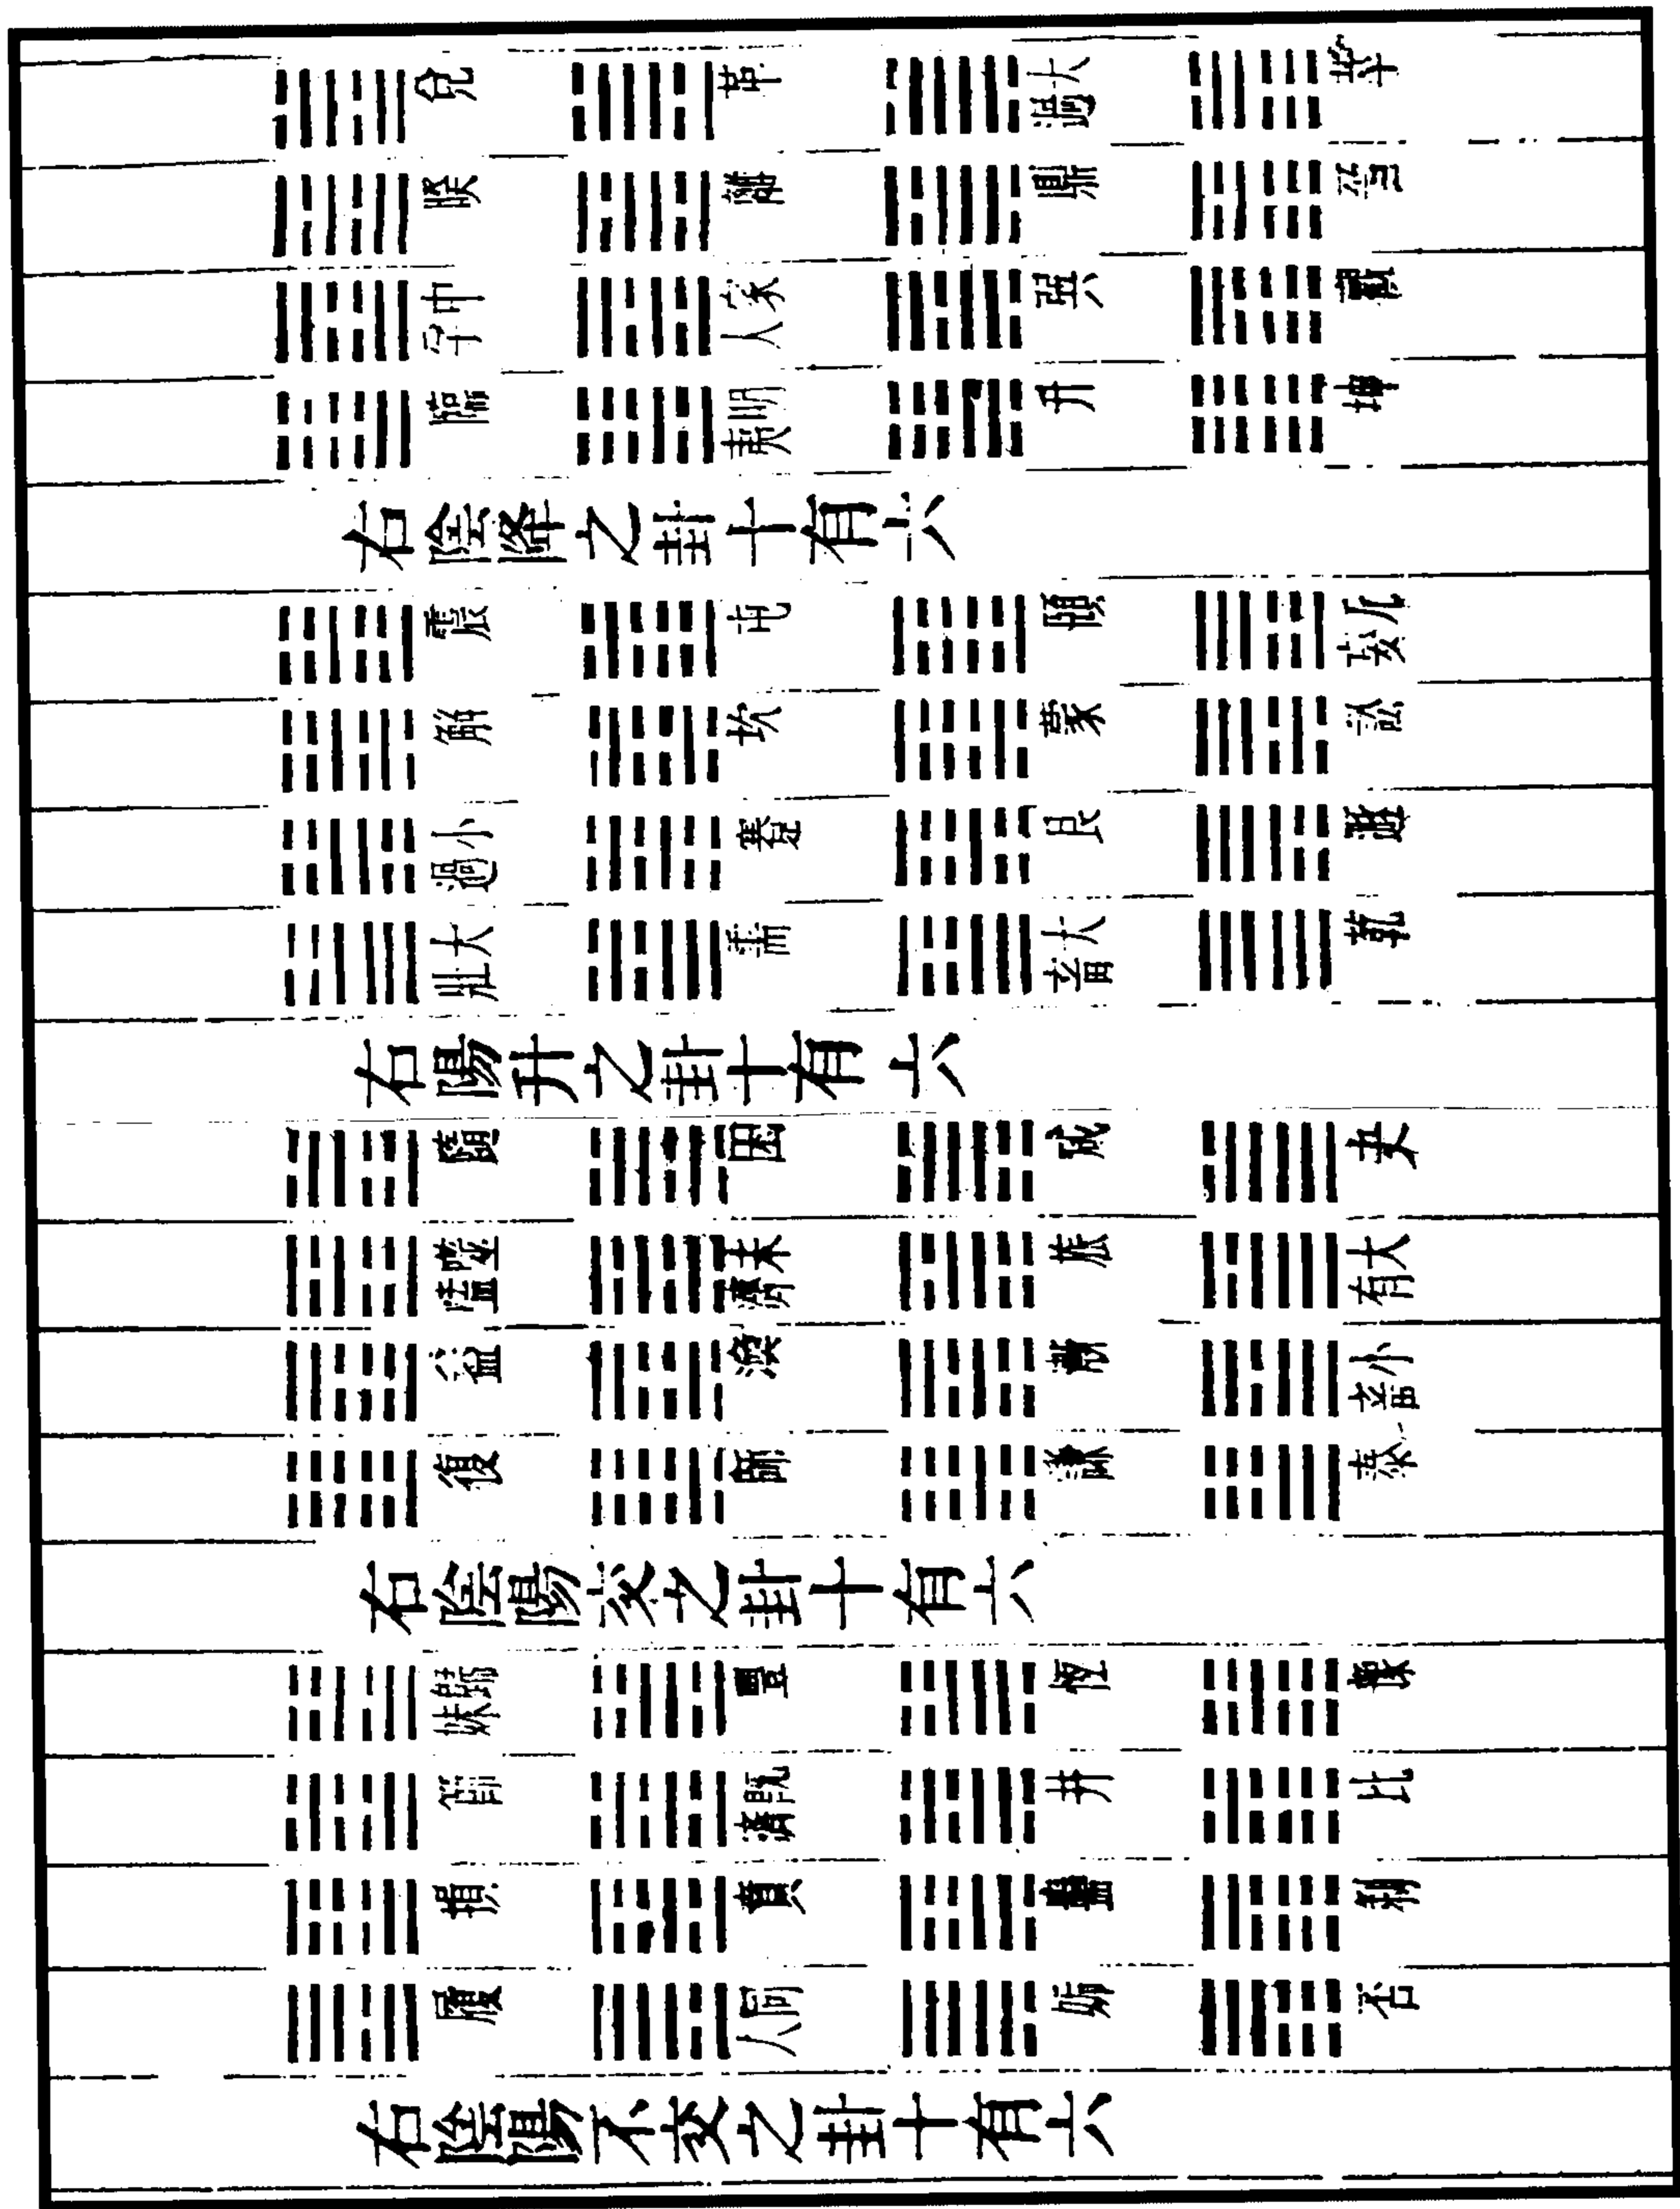 兌 革 大過 萃
睽 離 鼎 晉
中孚 家人 巽 觀
臨 明夷 升 坤
右陰降之卦十有六
震 屯 頤 无妄
解 坎 蒙 訟
小過 蹇 艮 遯
大壯 需 大畜 乾
右陽升之卦十有六
隨 困 咸 夬
噬嗑 未濟 旅 大有
益 渙 漸 小畜
復 師 謙 泰
右陰陽交之卦十有六
歸妹 豐 恆 豫
節 既濟 井 比
損 賁 蠱 剝
履 同人 姤 否
右陰陽不交之卦十有六